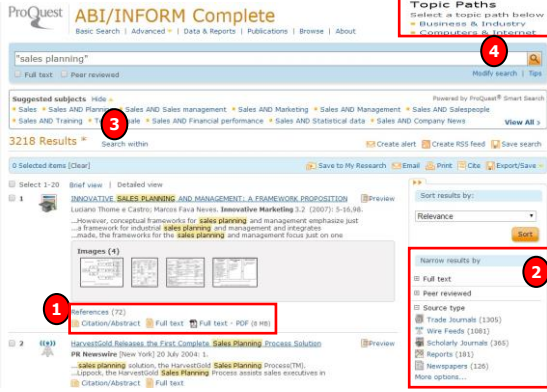 ProQuest
ABI/INFORM Complete
Basic Search | Advanced | Data & Reports | Publications | Browse | About
Topic Paths
Select a topic path below
Business & Industry
Computers & Internet
4
"sales planning"
Full text Peer reviewed
Modify search | Tips
Suggested subjects Hide
Powered by ProQuest® Smart Search
Sales Sales AND Planning Sales AND Sales management Sales AND Marketing Sales AND Management Sales AND Salespeople
Sales AND Training Sales AND Financial performance Sales AND Statistical data Sales AND Company News View All >
3
3218 Results * Search within
Create alert Create RSS feed Save search
0 Selected items [Clear]
Save to My Research Email Print Cite Export/Save
Select 1-20 Brief view | Detailed view
1 INNOVATIVE SALES PLANNING AND MANAGEMENT: A FRAMEWORK PROPOSITION Preview
Luciano Thome e Castro; Marcos Fava Neves. Innovative Marketing 3.2 (2007): 5-16,98.
...However, conceptual frameworks for sales planning and management emphasize just
...a framework for industrial sales planning and management and integrates
...made, the frameworks for the sales planning and management focus just on one
Images (4)
1
References (72)
Citation/Abstract Full text Full text - PDF (8 MB)
2 HarvestGold Releases the First Complete Sales Planning Process Solution Preview
PR Newswire [New York] 20 July 2004: 1.
...sales planning solution, the HarvestGold Sales Planning Process(TM).
...Lippock, the HarvestGold Sales Planning Process assists sales executives in
Citation/Abstract Full text
Sort results by:
Relevance
Sort
2
Narrow results by
Full text
Peer reviewed
Source type
Trade Journals (1305)
Wire Feeds (1081)
Scholarly Journals (365)
Reports (181)
Newspapers (126)
More options...